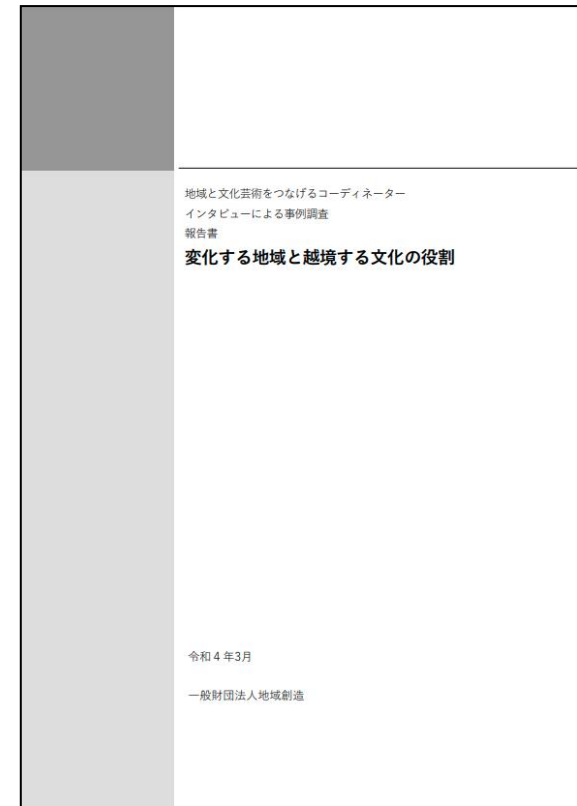 地域と文化芸術をつなげるコーディネーター
インタビューによる事例調査
報告書
変化する地域と越境する文化の役割
令和４年3月
一般財団法人地域創造